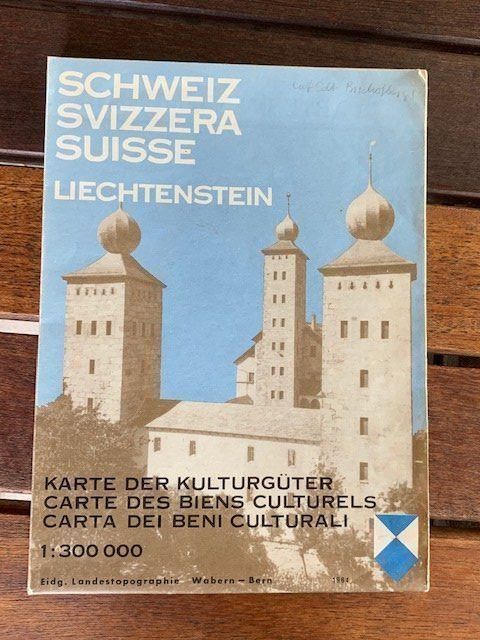 SCHWEIZ
SVIZZERA
SUISSE
LIECHTENSTEIN
KARTE DER KULTURGÜTER
CARTE DES BIENS CULTURELS
CARTA DEI BENI CULTURALI
1:300 000
Eidg. Landestopographie Wabern – Bern